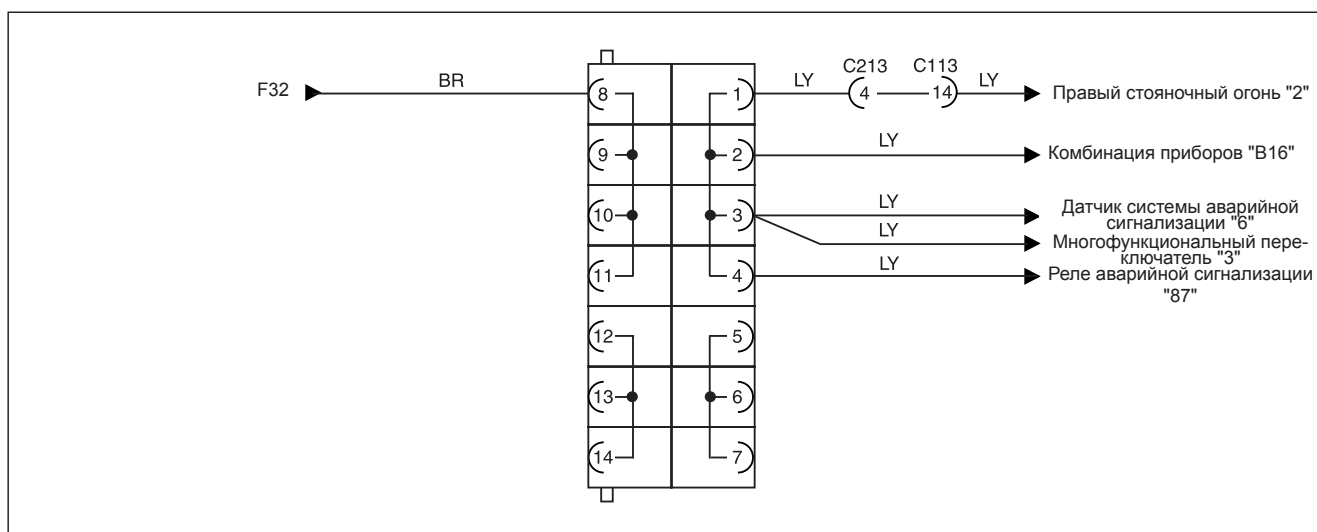 C213 C113
F32 BR 8 1 LY 4 14 LY Правый стояночный огонь "2"
9 2 LY Комбинация приборов "B16"
10 3 LY Датчик системы аварийной
сигнализации "6"
LY Многофункциональный пере-
ключатель "3"
11 4 LY Реле аварийной сигнализации
"87"
12 5
13 6
14 7